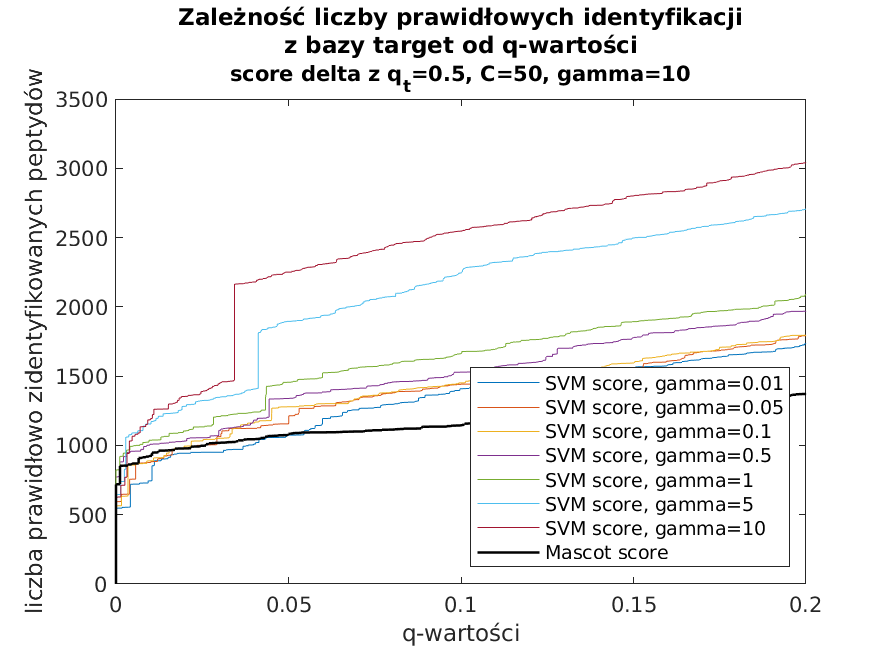 Zależność liczby prawidłowych identyfikacji
z bazy target od q-wartości
score delta z qt=0.5, C=50, gamma=10
liczba prawidłowo zidentyfikowanych peptydów
3500
3000
2500
2000
1500
1000
500
0
0 0.05 0.1 0.15 0.2
q-wartości
SVM score, gamma=0.01
SVM score, gamma=0.05
SVM score, gamma=0.1
SVM score, gamma=0.5
SVM score, gamma=1
SVM score, gamma=5
SVM score, gamma=10
Mascot score